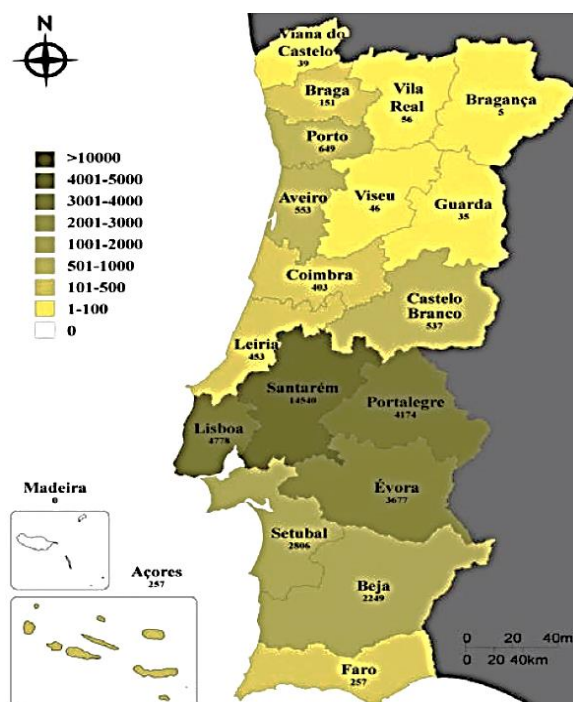 N
Viana do
Castelo
39
Braga
151
Vila
Real
56
Bragança
5
Porto
649
>10000
4001-5000
3001-4000
2001-3000
1001-2000
501-1000
101-500
1-100
0
Aveiro
553
Viseu
46
Guarda
35
Coimbra
403
Castelo
Branco
537
Leiria
453
Santarém
14540
Portalegre
4174
Lisboa
4778
Évora
3677
Madeira
0
Setubal
2806
Açores
257
Beja
2249
Faro
257
0 20 40m
0 20 40km